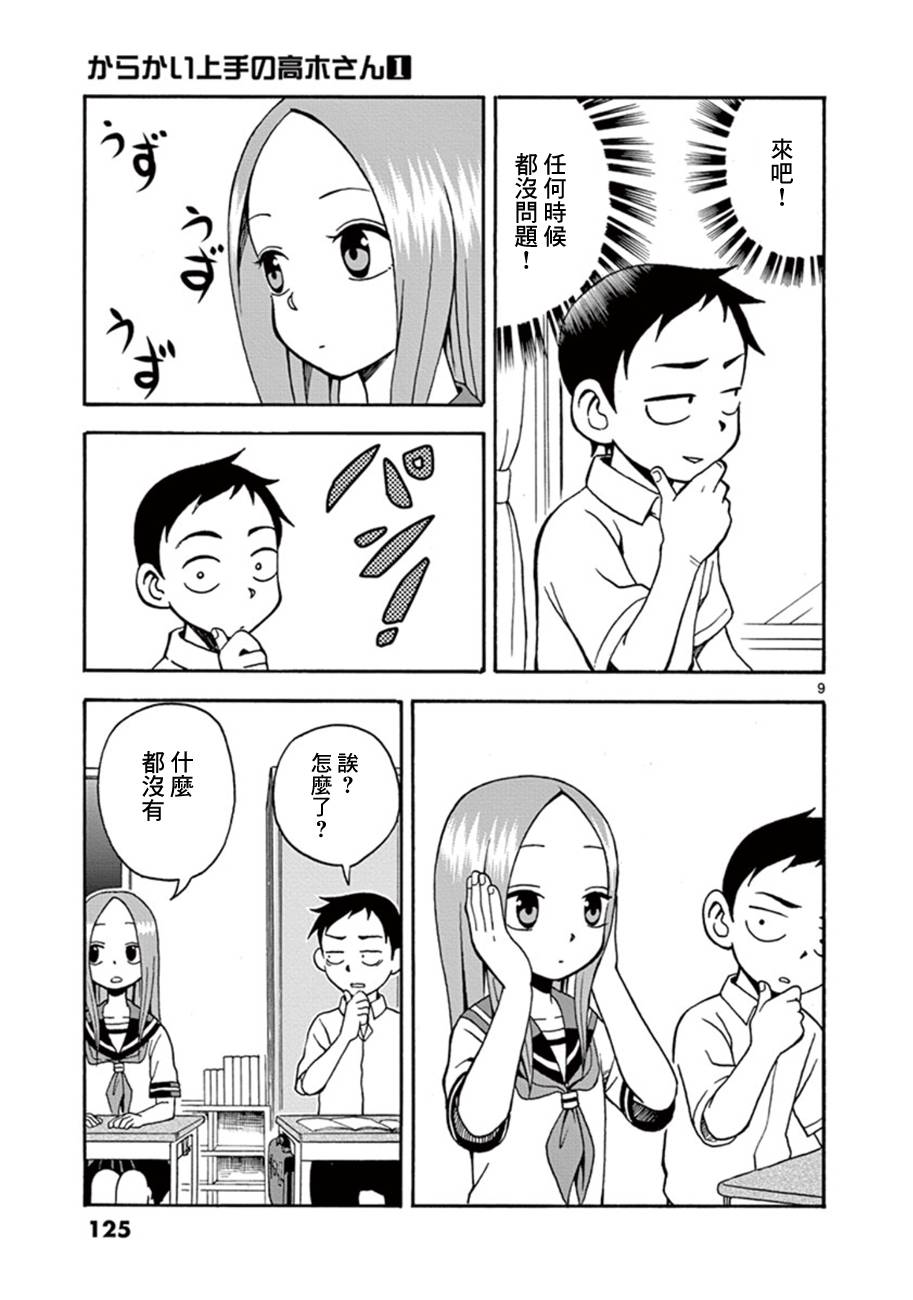 からかい上手の高木さん1
來吧！
任何時候
都沒問題！
うず
うず
うず
パン
9
誒？
怎麼了？
什麼
都沒有
125